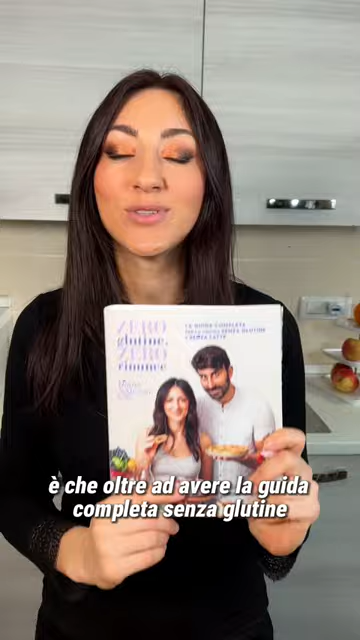 ZERO
glutine,
ZERO
rinunce
LA GUIDA COMPLETA
SENZA GLUTINE
è che oltre ad avere la guida
completa senza glutine